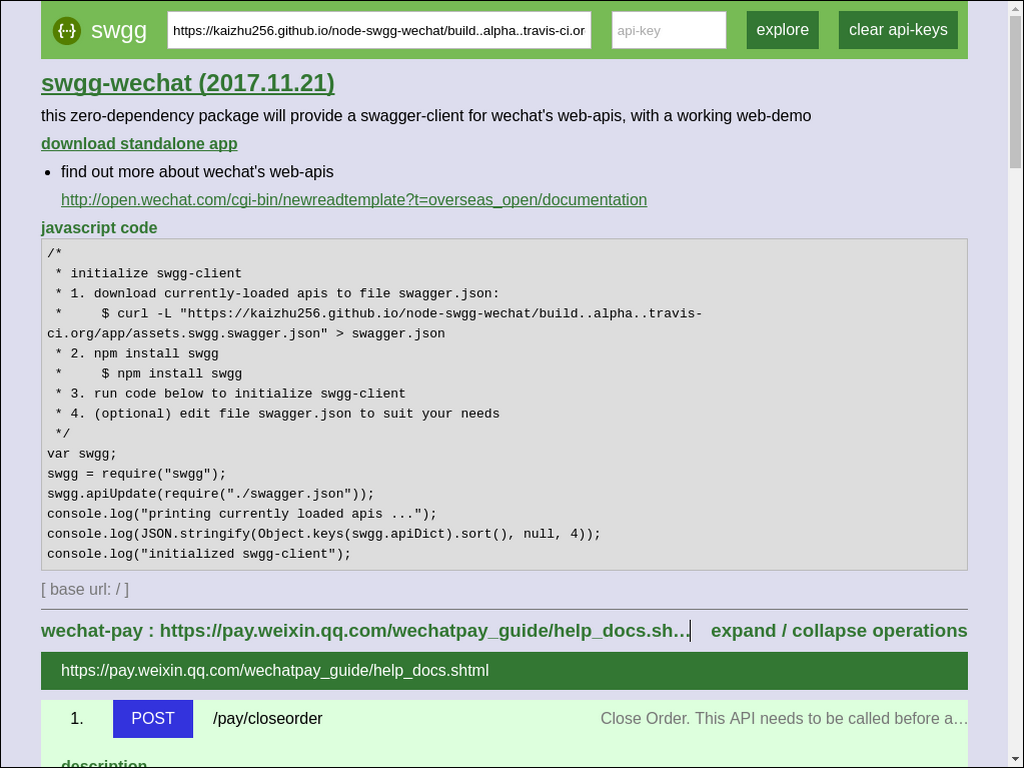 {··} swgg https://kaizhu256.github.io/node-swgg-wechat/build..alpha..travis-ci.or api-key explore clear api-keys
swgg-wechat (2017.11.21)
this zero-dependency package will provide a swagger-client for wechat's web-apis, with a working web-demo
download standalone app
• find out more about wechat's web-apis
http://open.wechat.com/cgi-bin/newreadtemplate?t=overseas_open/documentation
javascript code
/*
 * initialize swgg-client
 * 1. download currently-loaded apis to file swagger.json:
 *     $ curl -L "https://kaizhu256.github.io/node-swgg-wechat/build..alpha..travis-
ci.org/app/assets.swgg.swagger.json" > swagger.json
 * 2. npm install swgg
 *     $ npm install swgg
 * 3. run code below to initialize swgg-client
 * 4. (optional) edit file swagger.json to suit your needs
 */
var swgg;
swgg = require("swgg");
swgg.apiUpdate(require("./swagger.json"));
console.log("printing currently loaded apis ...");
console.log(JSON.stringify(Object.keys(swgg.apiDict).sort(), null, 4));
console.log("initialized swgg-client");
[ base url: / ]
wechat-pay : https://pay.weixin.qq.com/wechatpay_guide/help_docs.sh… expand / collapse operations
https://pay.weixin.qq.com/wechatpay_guide/help_docs.shtml
1. POST /pay/closeorder Close Order. This API needs to be called before a…
description